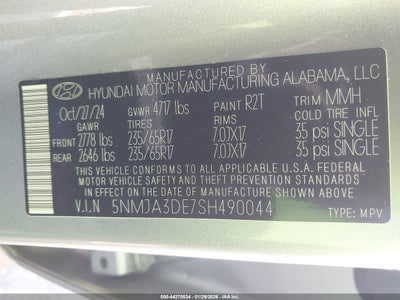 MANUFACTURED BY
HYUNDAI MOTOR MANUFACTURING ALABAMA, LLC
Oct/27/24 GVWR 4717 lbs PAINT R2T TRIM MMH
GAWR TIRES RIMS COLD TIRE INFL
FRONT 2778 lbs 235/65R17 7.0JX17 35 psi SINGLE
REAR 2646 lbs 235/65R17 7.0JX17 35 psi SINGLE
THIS VEHICLE CONFORMS TO ALL APPLICABLE U.S. FEDERAL
MOTOR VEHICLE SAFETY AND THEFT PREVENTION STANDARDS
IN EFFECT ON THE DATE OF MANUFACTURE SHOWN ABOVE.
V.I.N 5NMJA3DE7SH490044 TYPE: MPV
000-44270534 - 01/29/2026 - IAAI.COM